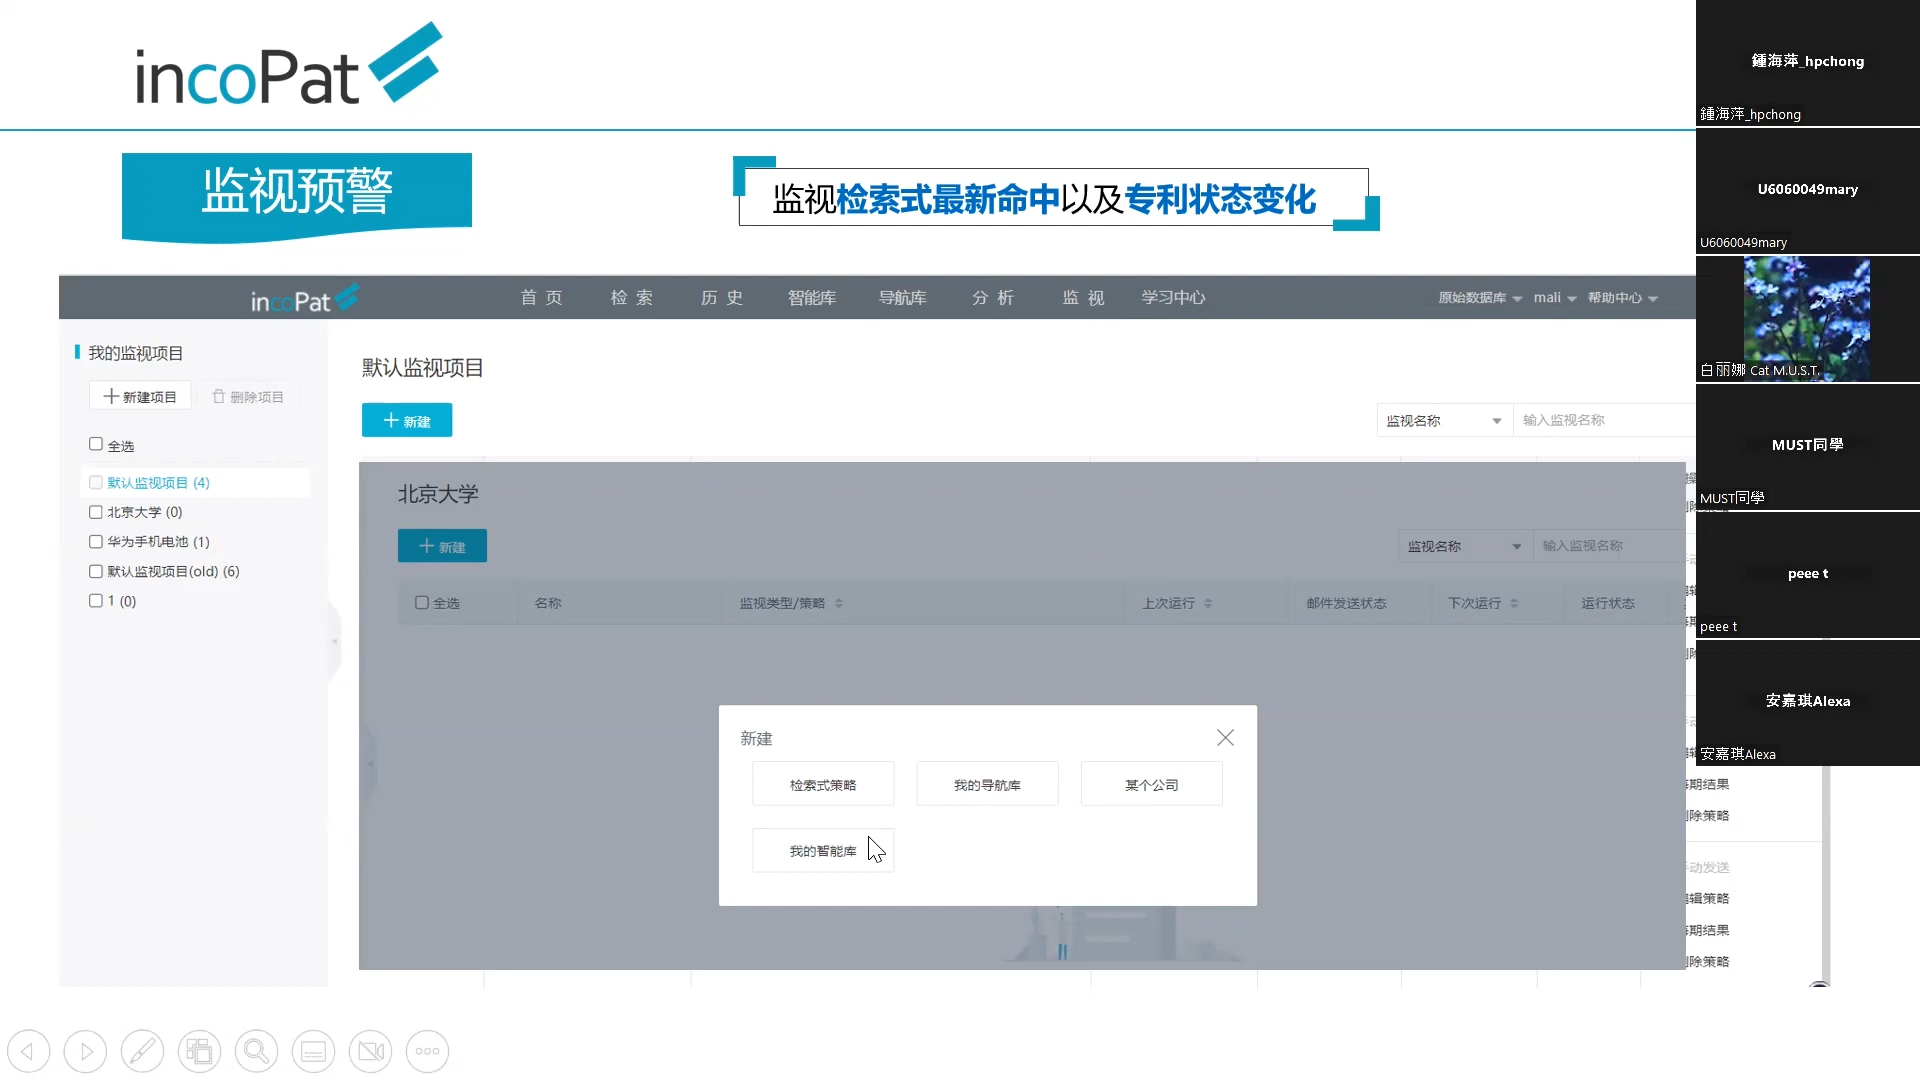 incoPat
监视预警
监视检索式最新命中以及专利状态变化
incoPat
首 页
检 索
历 史
智能库
导航库
分 析
监 视
学习中心
原始数据库
mali
帮助中心
我的监视项目
新建项目
删除项目
全选
默认监视项目 (4)
北京大学 (0)
华为手机电池 (1)
默认监视项目(old) (6)
1 (0)
默认监视项目
新建
监视名称
输入监视名称
北京大学
新建
监视名称
输入监视名称
全选
名称
监视类型/策略
上次运行
邮件发送状态
下次运行
运行状态
新建
检索式策略
我的导航库
某个公司
我的智能库
期结果
除策略
动发送
辑策略
期结果
除策略
鍾海萍_hpchong
鍾海萍_hpchong
U6060049mary
U6060049mary
白丽娜 Cat M.U.S.T.
MUST同學
MUST同學
peee t
peee t
安嘉琪Alexa
安嘉琪Alexa